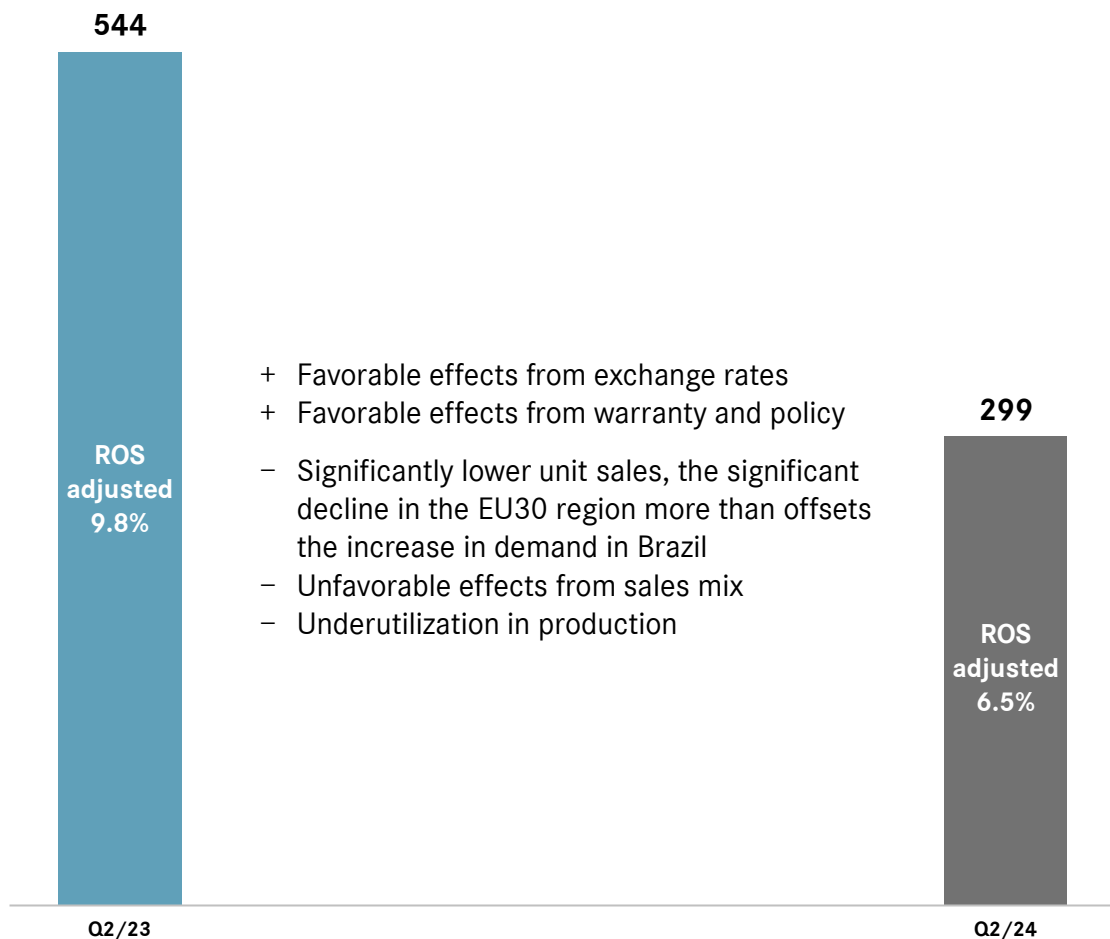 544
ROS
adjusted
9.8%
+ Favorable effects from exchange rates
+ Favorable effects from warranty and policy
– Significantly lower unit sales, the significant
decline in the EU30 region more than offsets
the increase in demand in Brazil
– Unfavorable effects from sales mix
– Underutilization in production
299
ROS
adjusted
6.5%
Q2/23
Q2/24